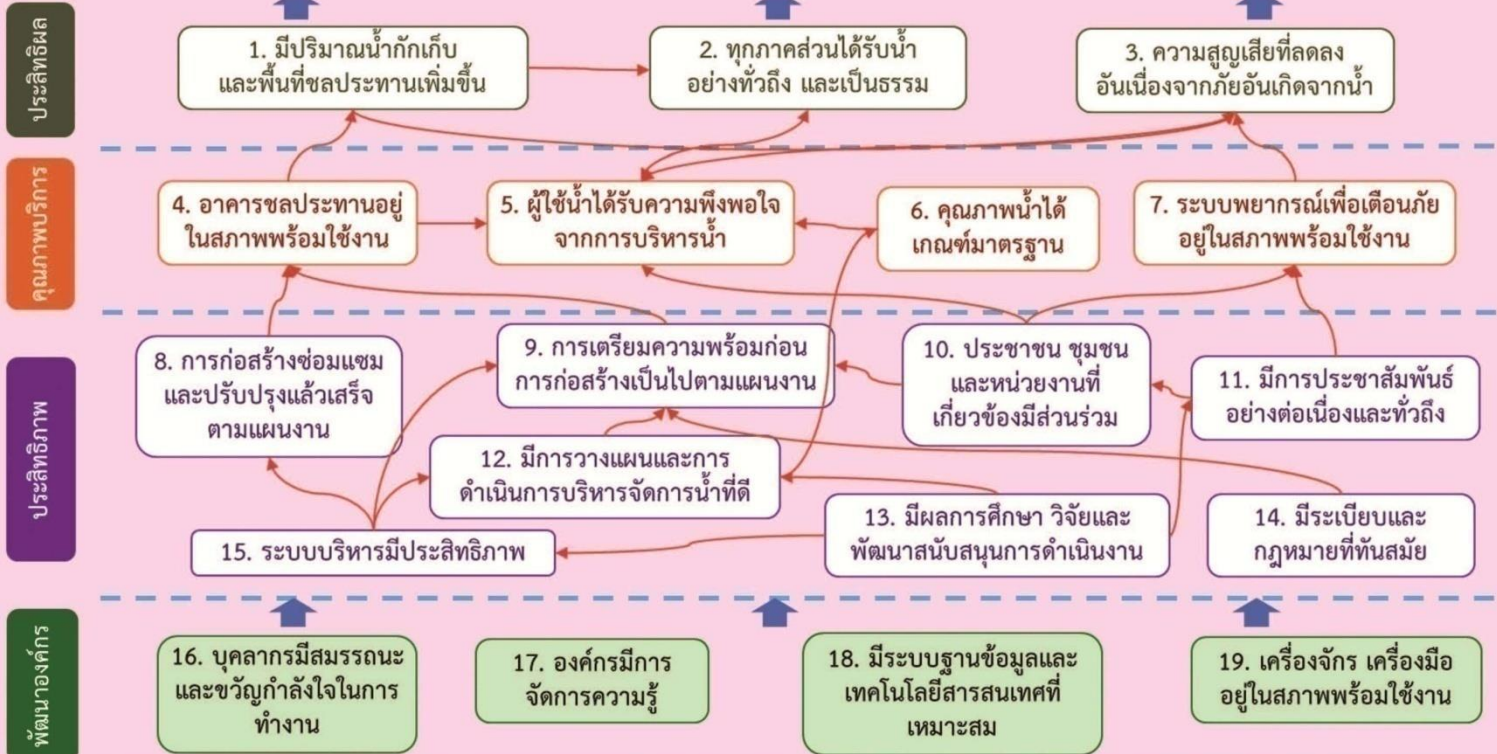 ประสิทธิผล
1. มีปริมาณน้ำกักเก็บ
และพื้นที่ชลประทานเพิ่มขึ้น
2. ทุกภาคส่วนได้รับน้ำ
อย่างทั่วถึง และเป็นธรรม
3. ความสูญเสียที่ลดลง
อันเนื่องจากภัยอันเกิดจากน้ำ
คุณภาพบริการ
4. อาคารชลประทานอยู่
ในสภาพพร้อมใช้งาน
5. ผู้ใช้น้ำได้รับความพึงพอใจ
จากการบริหารน้ำ
6. คุณภาพน้ำได้
เกณฑ์มาตรฐาน
7. ระบบพยากรณ์เพื่อเตือนภัย
อยู่ในสภาพพร้อมใช้งาน
ประสิทธิภาพ
8. การก่อสร้างซ่อมแซม
และปรับปรุงแล้วเสร็จ
ตามแผนงาน
9. การเตรียมความพร้อมก่อน
การก่อสร้างเป็นไปตามแผนงาน
10. ประชาชน ชุมชน
และหน่วยงานที่
เกี่ยวข้องมีส่วนร่วม
11. มีการประชาสัมพันธ์
อย่างต่อเนื่องและทั่วถึง
12. มีการวางแผนและการ
ดำเนินการบริหารจัดการน้ำที่ดี
13. มีผลการศึกษา วิจัยและ
พัฒนาสนับสนุนการดำเนินงาน
14. มีระเบียบและ
กฎหมายที่ทันสมัย
15. ระบบบริหารมีประสิทธิภาพ
พัฒนาองค์กร
16. บุคลากรมีสมรรถนะ
และขวัญกำลังใจในการ
ทำงาน
17. องค์กรมีการ
จัดการความรู้
18. มีระบบฐานข้อมูลและ
เทคโนโลยีสารสนเทศที่
เหมาะสม
19. เครื่องจักร เครื่องมือ
อยู่ในสภาพพร้อมใช้งาน